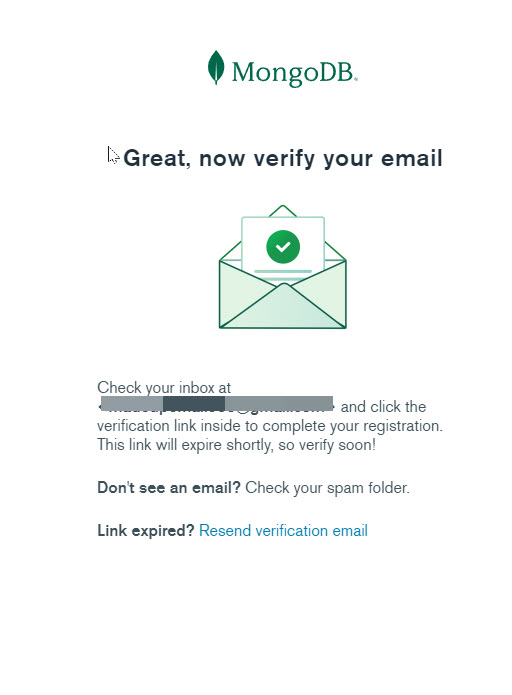 MongoDB
Great, now verify your email
Check your inbox at
and click the
verification link inside to complete your registration.
This link will expire shortly, so verify soon!
Don't see an email? Check your spam folder.
Link expired? Resend verification email